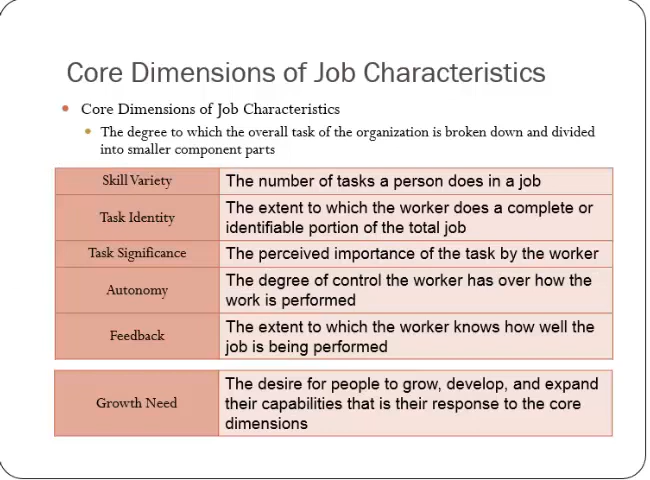 Core Dimensions of Job Characteristics
Core Dimensions of Job Characteristics
The degree to which the overall task of the organization is broken down and divided
into smaller component parts
Skill Variety
The number of tasks a person does in a job
Task Identity
The extent to which the worker does a complete or
identifiable portion of the total job
Task Significance
The perceived importance of the task by the worker
Autonomy
The degree of control the worker has over how the
work is performed
Feedback
The extent to which the worker knows how well the
job is being performed
Growth Need
The desire for people to grow, develop, and expand
their capabilities that is their response to the core
dimensions